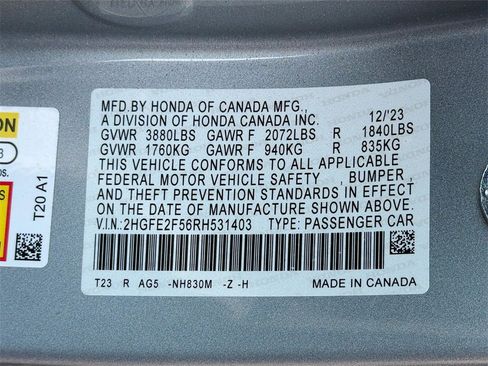 MFD.BY HONDA OF CANADA MFG.,
A DIVISION OF HONDA CANADA INC. 12/'23
GVWR 3880LBS GAWR F 2072LBS R 1840LBS
GVWR 1760KG GAWR F 940KG R 835KG
THIS VEHICLE CONFORMS TO ALL APPLICABLE
FEDERAL MOTOR VEHICLE SAFETY , BUMPER ,
AND THEFT PREVENTION STANDARDS IN EFFECT
ON THE DATE OF MANUFACTURE SHOWN ABOVE.
V.I.N:2HGFE2F56RH531403 TYPE: PASSENGER CAR
T23 R AG5 -NH830M -Z -H MADE IN CANADA
T20 A1